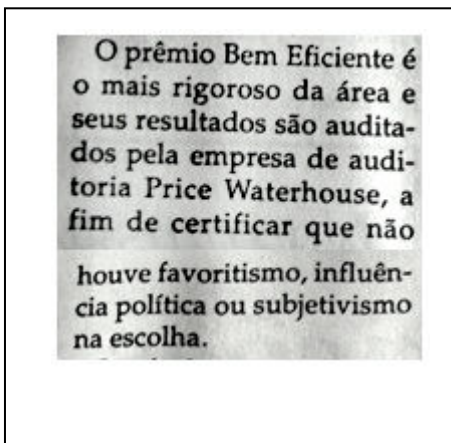 O prêmio Bem Eficiente é
o mais rigoroso da área e
seus resultados são audita-
dos pela empresa de audi-
toria Price Waterhouse, a
fim de certificar que não
houve favoritismo, influên-
cia política ou subjetivismo
na escolha.